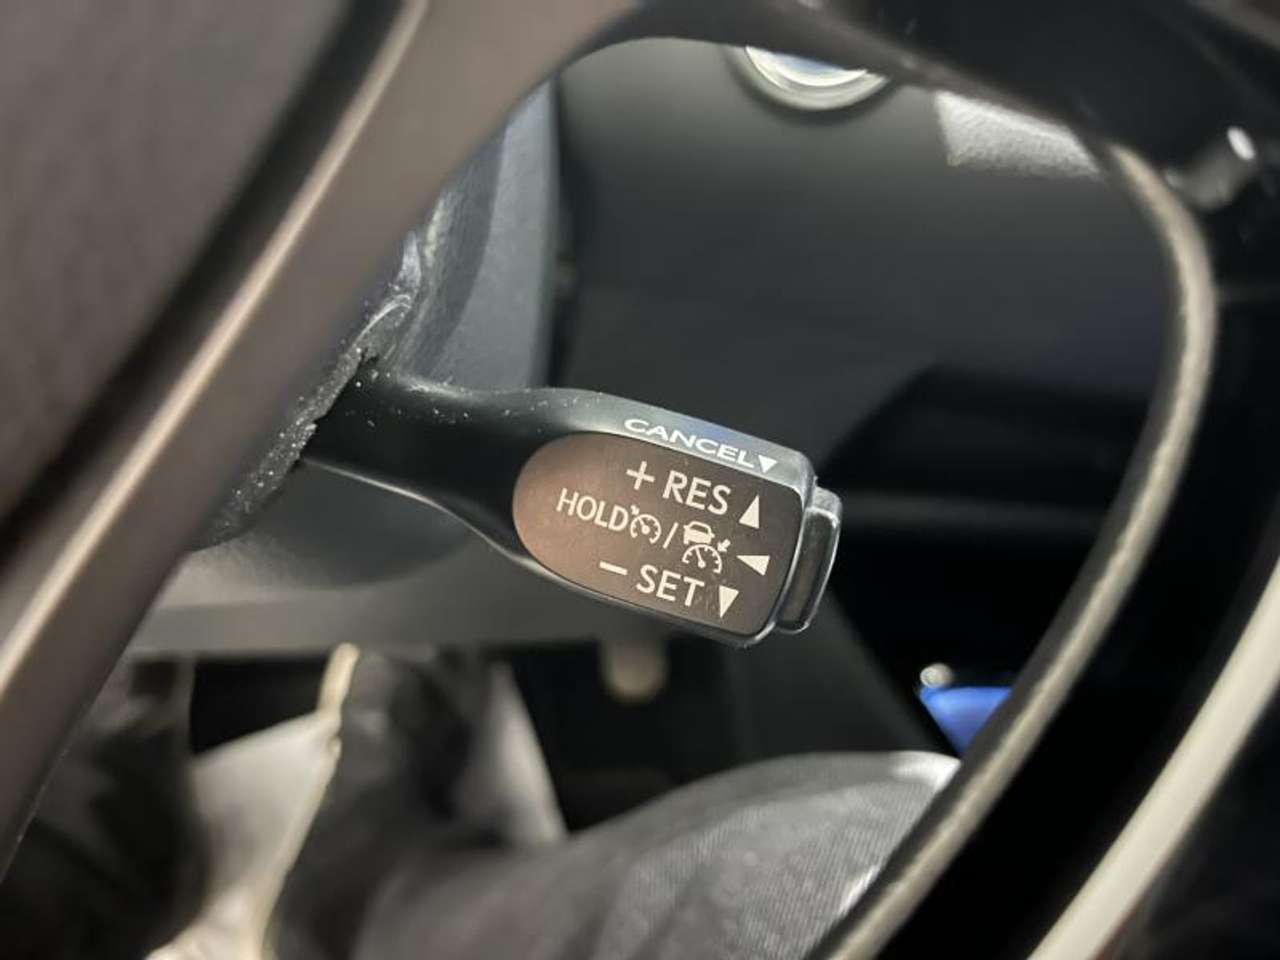 CANCEL▼
+ RES ▲
HOLD / ◀
− SET ▼